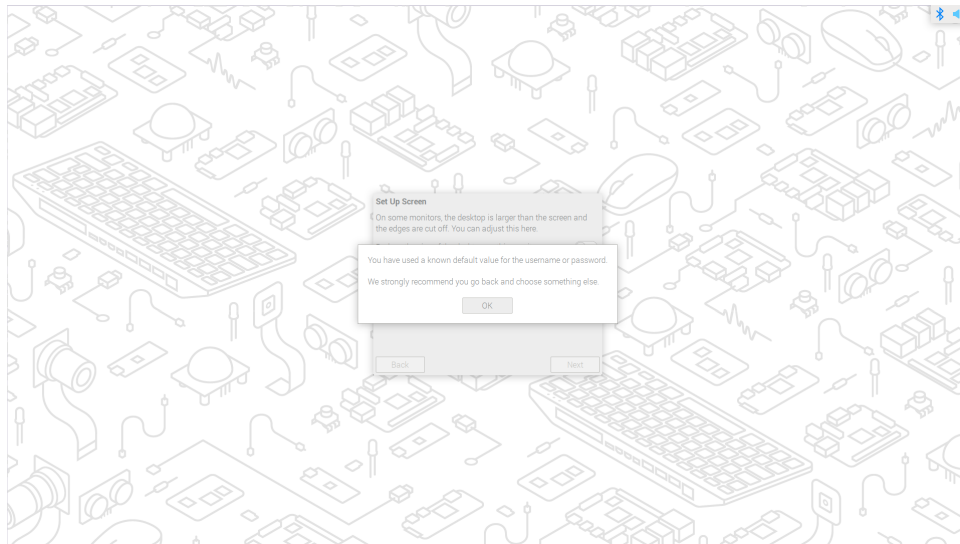 Set Up Screen
On some monitors, the desktop is larger than the screen and
the edges are cut off. You can adjust this here.
You have used a known default value for the username or password.
We strongly recommend you go back and choose something else.
OK
Back
Next